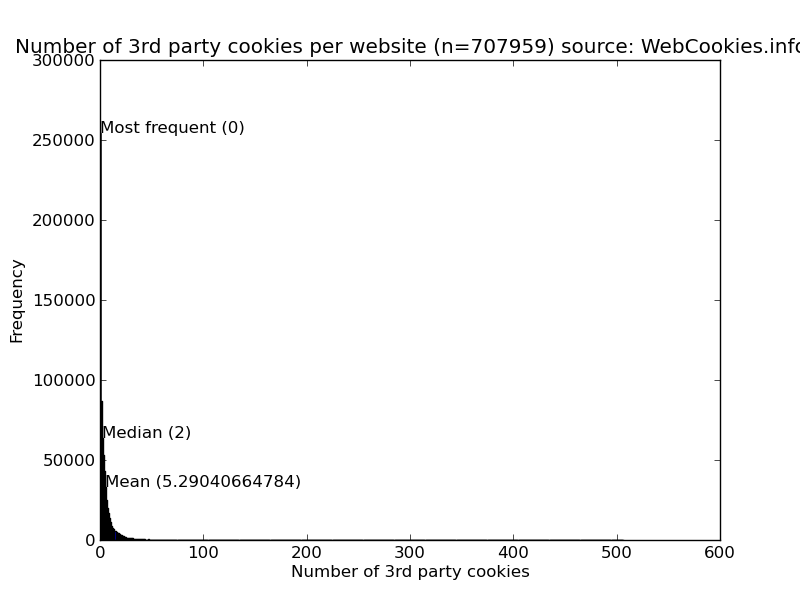 Number of 3rd party cookies per website (n=707959) source: WebCookies.info
300000
Most frequent (0)
250000
200000
150000
100000
Median (2)
50000
Mean (5.29040664784)
0
0 100 200 300 400 500 600
Number of 3rd party cookies
Frequency